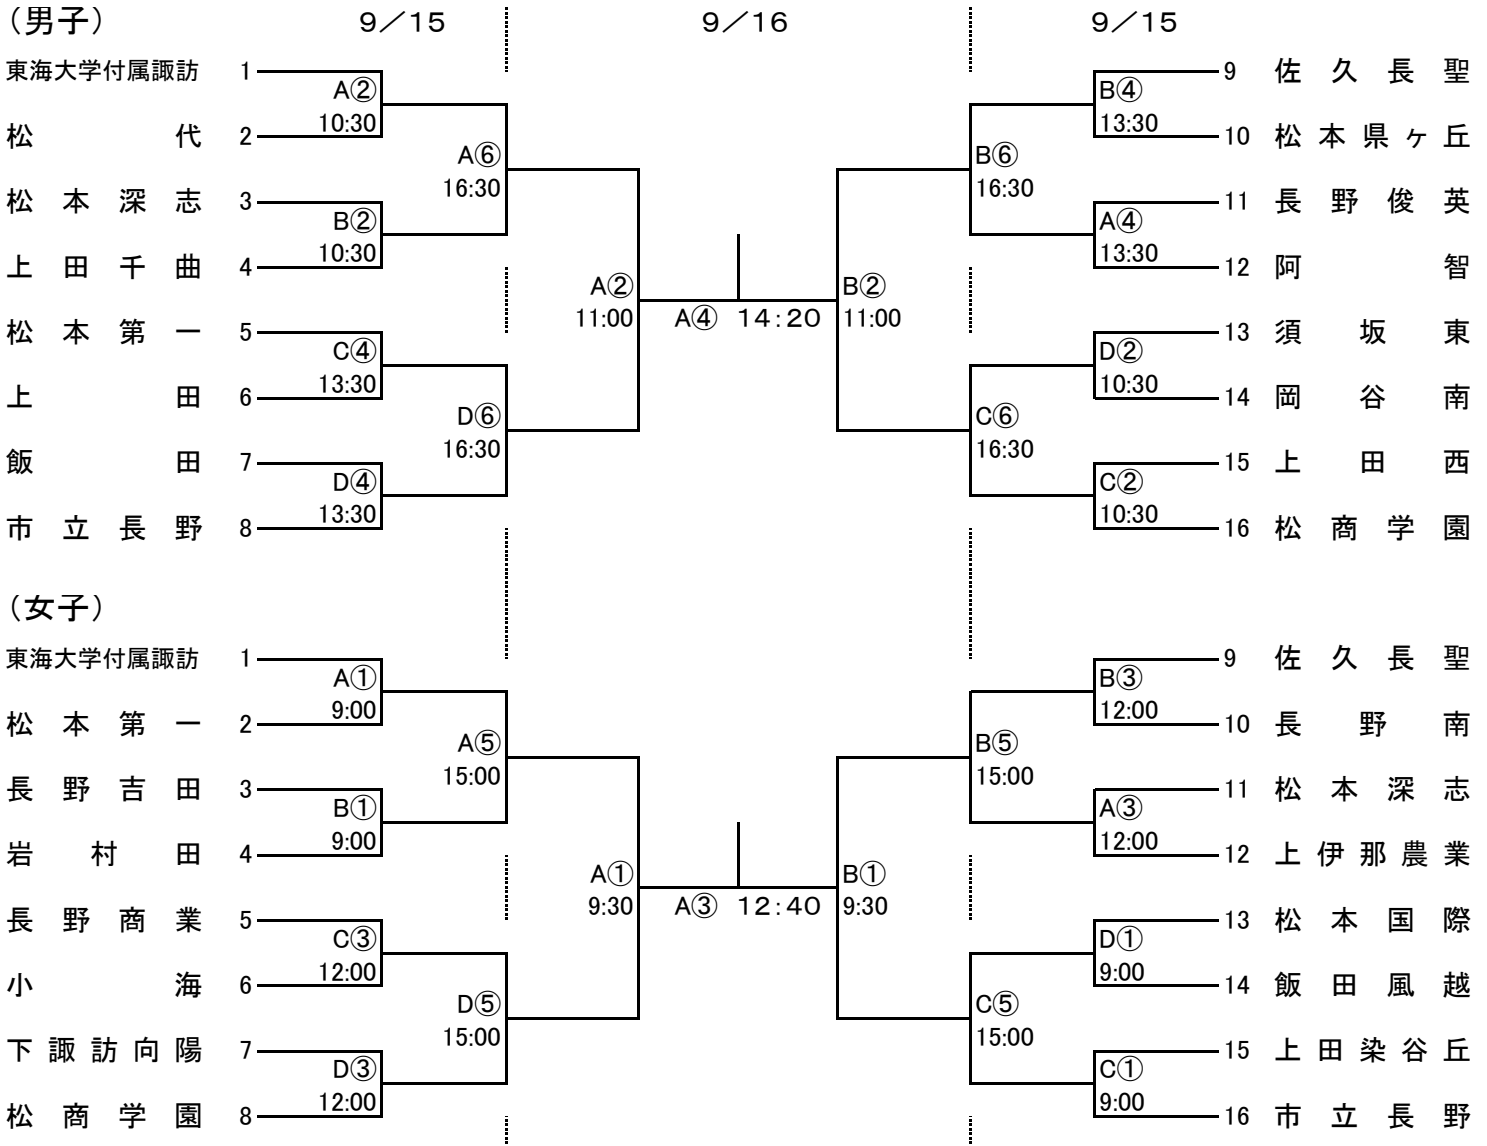 （男子） 9／15 9／16 9／15
東海大学付属諏訪 1 9 佐久長聖
A② B④
10:30 13:30
松代 2 10 松本県ヶ丘
A⑥ B⑥
16:30 16:30
松本深志 3 11 長野俊英
B② A④
10:30 13:30
上田千曲 4 12 阿智
A② B②
11:00 A④ 14:20 11:00
松本第一 5 13 須坂東
C④ D②
13:30 10:30
上田 6 14 岡谷南
D⑥ C⑥
16:30 16:30
飯田 7 15 上田西
D④ C②
13:30 10:30
市立長野 8 16 松商学園
（女子）
東海大学付属諏訪 1 9 佐久長聖
A① B③
9:00 12:00
松本第一 2 10 長野南
A⑤ B⑤
15:00 15:00
長野吉田 3 11 松本深志
B① A③
9:00 12:00
岩村田 4 12 上伊那農業
A① B①
9:30 A③ 12:40 9:30
長野商業 5 13 松本国際
C③ D①
12:00 9:00
小海 6 14 飯田風越
D⑤ C⑤
15:00 15:00
下諏訪向陽 7 15 上田染谷丘
D③ C①
12:00 9:00
松商学園 8 16 市立長野